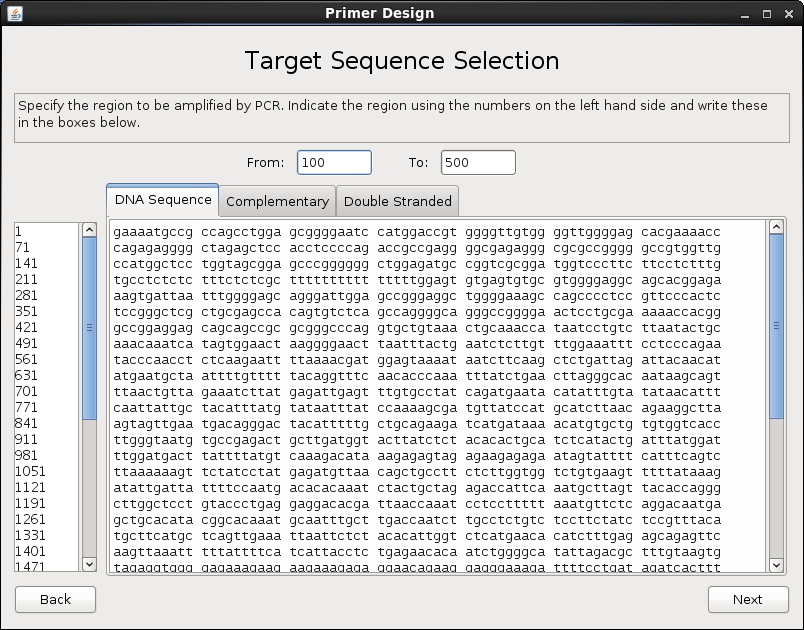 Primer Design
Target Sequence Selection
Specify the region to be amplified by PCR. Indicate the region using the numbers on the left hand side and write these
in the boxes below.
From: 100 To: 500
DNA Sequence Complementary Double Stranded
1 gaaaatgccg ccagcctgga gcggggaatc catggaccgt ggggttgtgg ggttggggag cacgaaaacc
71 cagagagggg ctagagctcc acctccccag accgccgagg ggcgagaggg cgcgccgggg gccgtggttg
141 ccatggctcc tggtagcgga gcccgggggg ctggagatgc cggtcgcgga tggtcccttc ttcctctttg
211 tgcctctctc tttctctcgc tttttttttt tttttggagt gtgagtgtgc gtggggaggc agcacggaga
281 aagtgattaa tttggggagc agggattgga gccgggaggc tggggaaagc cagcccctcc gttcccactc
351 tccgggctcg ctgcgagcca cagtgtctca gccaggggca gggccgggga actcctgcga aaaaccacgg
421 gccggaggag cagcagccgc gcgggcccag gtgctgtaaa ctgcaaacca taatcctgtc ttaatactgc
491 aaacaaatca tagtggaact aaggggaact taatttactg aatctcttgt ttggaaattt cctcccagaa
561 tacccaacct ctcaagaatt ttaaaacgat ggagtaaaat aatcttcaag ctctgattag attacaacat
631 atgaatgcta attttgtttt tacaggtttc aacacccaaa tttatctgaa cttagggcac aataagcagt
701 ttaactgtta gaaatcttat gagattgagt ttgtgcctat cagatgaata catatttgta tataacattt
771 caattattgc tacatttatg tataatttat ccaaaagcga tgttatccat gcatcttaac agaaggctta
841 agtagttgaa tgacagggac tacatttttg ctgcagaaga tcatgataaa acatgtgctg tgtggtcacc
911 ttgggtaatg tgccgagact gcttgatggt acttatctct acacactgca tctcatactg atttatggat
981 ttggatgact tattttatgt caaagacata aagagagtag agaagagaga atagtatttt catttcagtc
1051 ttaaaaaagt tctatcctat gagatgttaa cagctgcctt ctcttggtgg tctgtgaagt ttttataaag
1121 atattgatta ttttccaatg acacacaaat ctactgctag agaccattca aatgcttagt tacaccaggg
1191 cttggctcct gtaccctgag gaggacacga ttaaccaaat cctccttttt aaatgttctc aggacaatga
1261 gctgcacata cggcacaaat gcaatttgct tgaccaatct tgcctctgtc tccttctatc tccgtttaca
1331 tgcttcatgc tcagttgaaa ttaattctct acacattggt ctcatgaaca catctttgag agcagagttc
1401 aagttaaatt tttattttca tcattacctc tgagaacaca atctggggca tattagacgc tttgtaagtg
1471 tagaggtggg gagaaagaag aagaaagaga ggaacagaag gagggaaaga ttttcctgat agatcacttt
Back Next